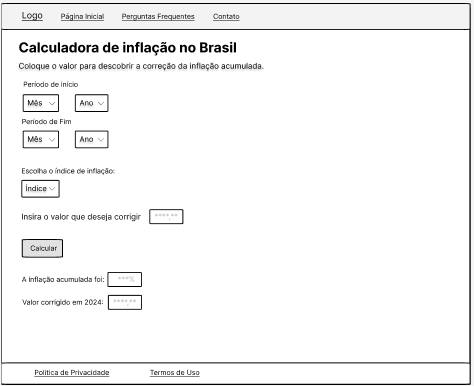 Logo Página Inicial Perguntas Frequentes Contato
Calculadora de inflação no Brasil
Coloque o valor para descobrir a correção da inflação acumulada.
Período de início
Mês Ano
Período de Fim
Mês Ano
Escolha o índice de inflação:
Índice
Insira o valor que deseja corrigir ****,**
Calcular
A inflação acumulada foi: ***%
Valor corrigido em 2024: ****,**
Política de Privacidade Termos de Uso